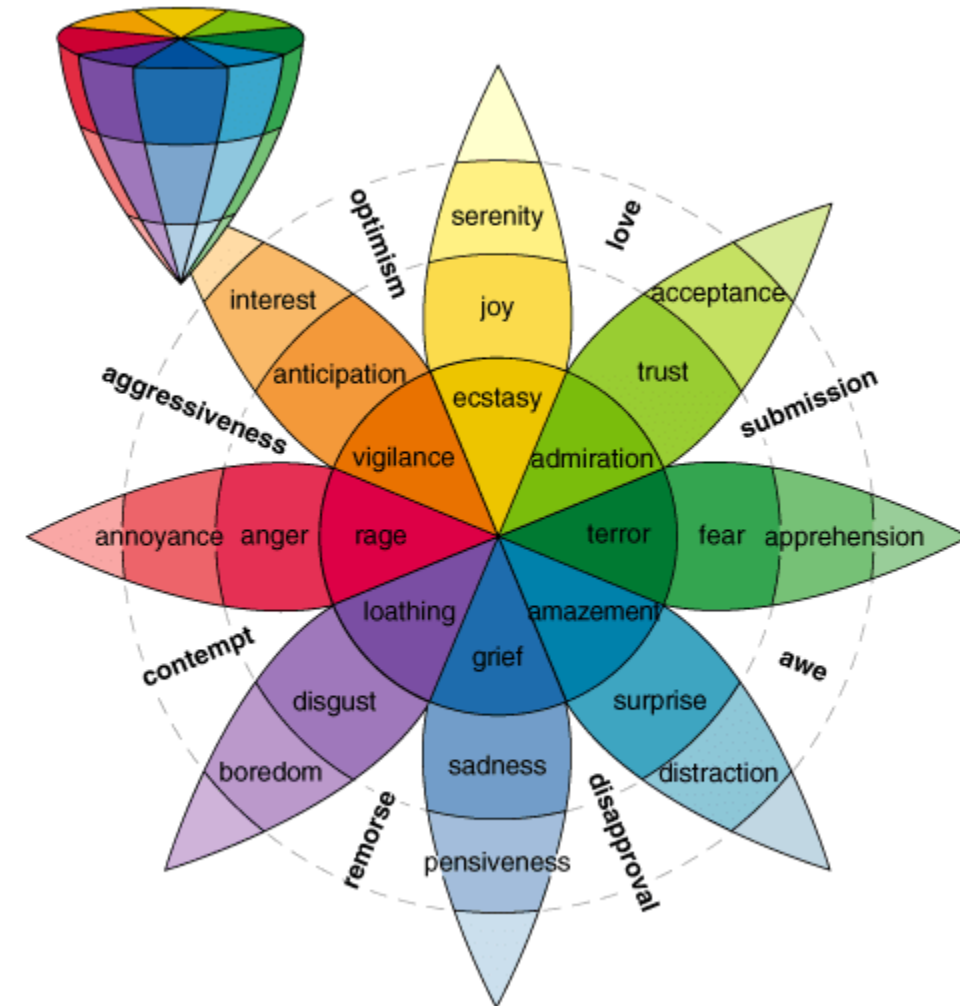 optimism
serenity
love
interest
joy
acceptance
anticipation
trust
aggressiveness
ecstasy
submission
vigilance
admiration
annoyance
anger
rage
terror
fear
apprehension
loathing
amazement
contempt
grief
awe
disgust
surprise
boredom
sadness
distraction
remorse
disapproval
pensiveness